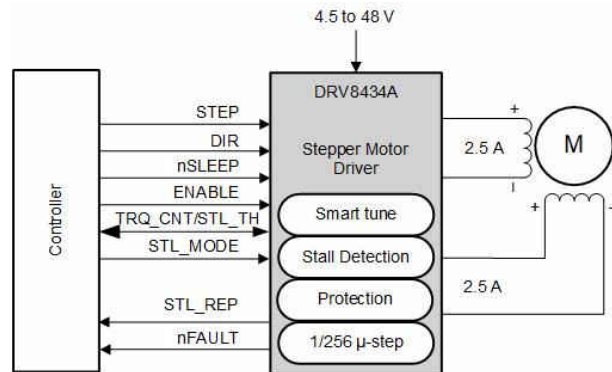 4.5 to 48 V
DRV8434A
Stepper Motor
Driver
Smart tune
Stall Detection
Protection
1/256 µ-step
Controller
STEP
DIR
nSLEEP
ENABLE
TRQ_CNT/STL_TH
STL_MODE
STL_REP
nFAULT
+
2.5 A
–
M
+
–
2.5 A